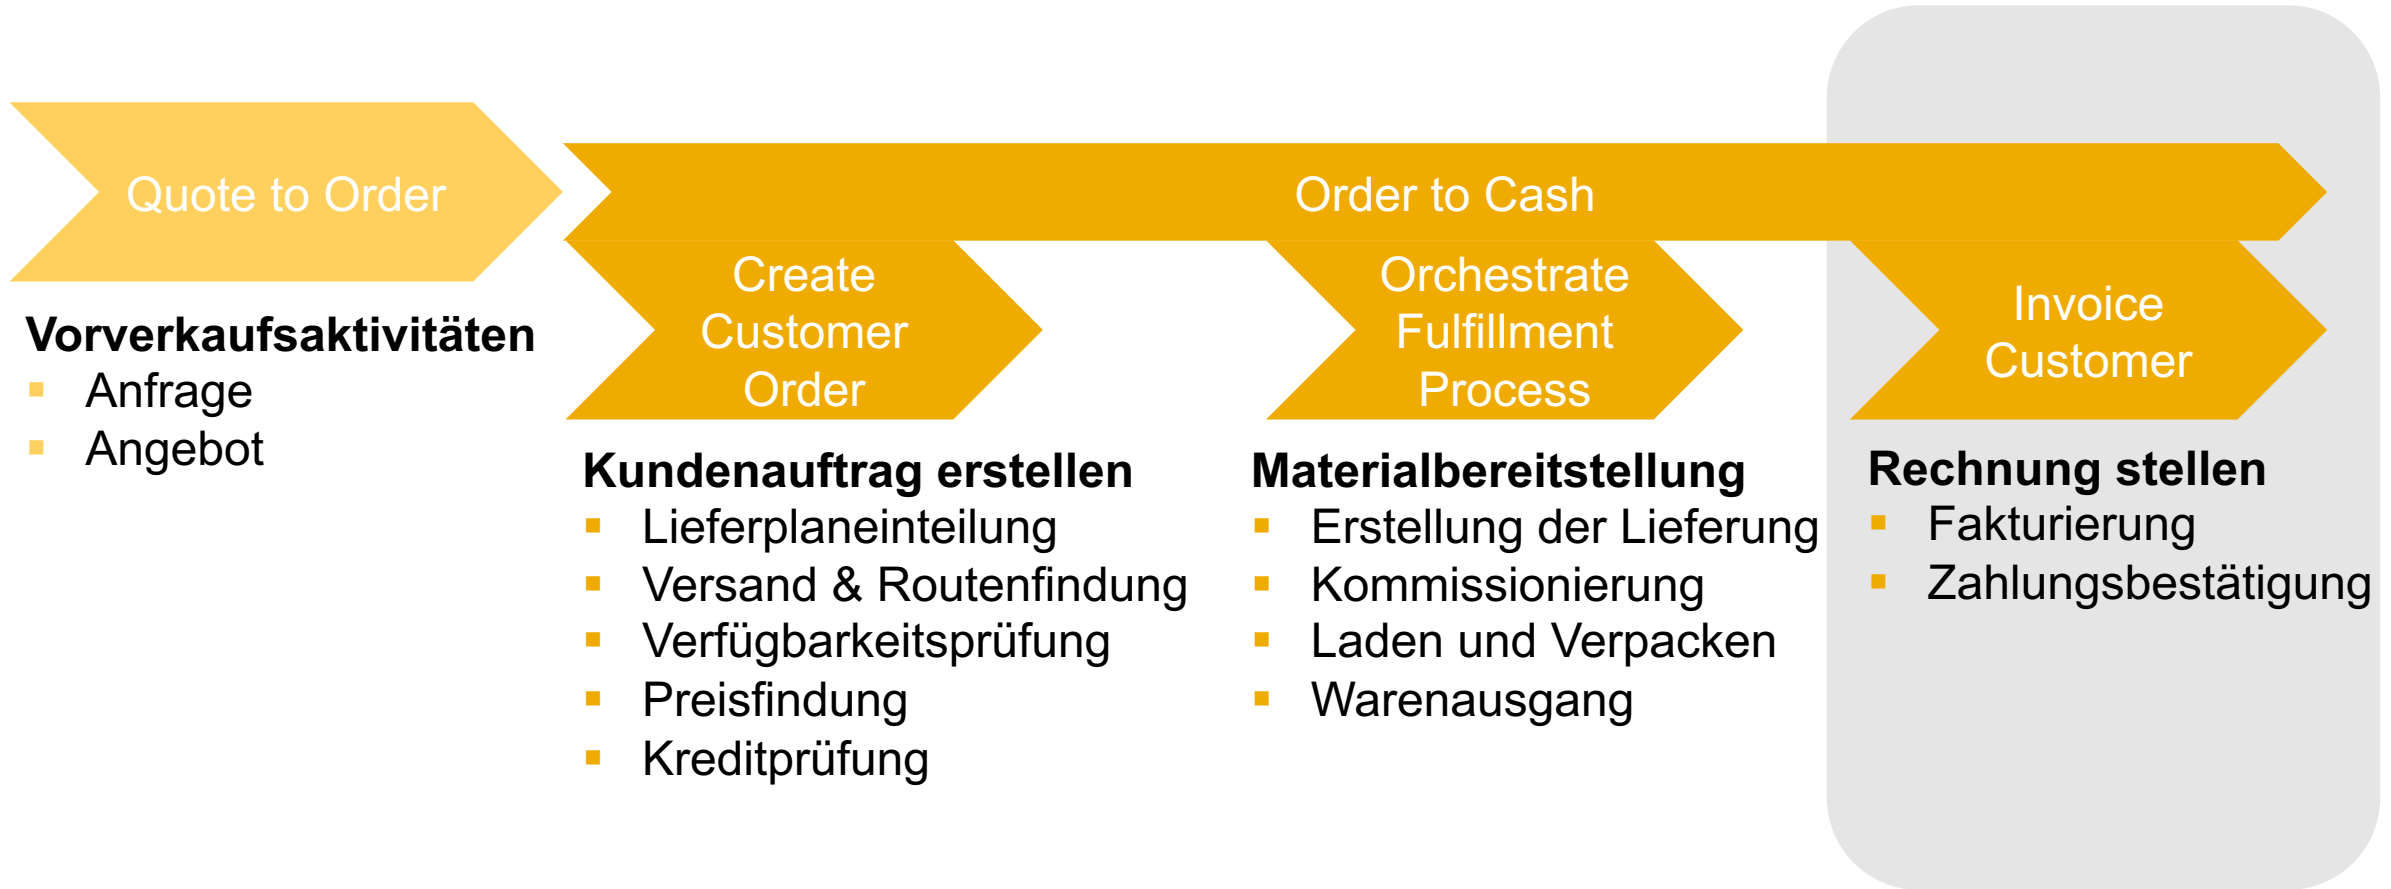 Quote to Order
Order to Cash
Vorverkaufsaktivitäten
Anfrage
Angebot
Create
Customer
Order
Kundenauftrag erstellen
Lieferplaneinteilung
Versand & Routenfindung
Verfügbarkeitsprüfung
Preisfindung
Kreditprüfung
Orchestrate
Fulfillment
Process
Materialbereitstellung
Erstellung der Lieferung
Kommissionierung
Laden und Verpacken
Warenausgang
Invoice
Customer
Rechnung stellen
Fakturierung
Zahlungsbestätigung